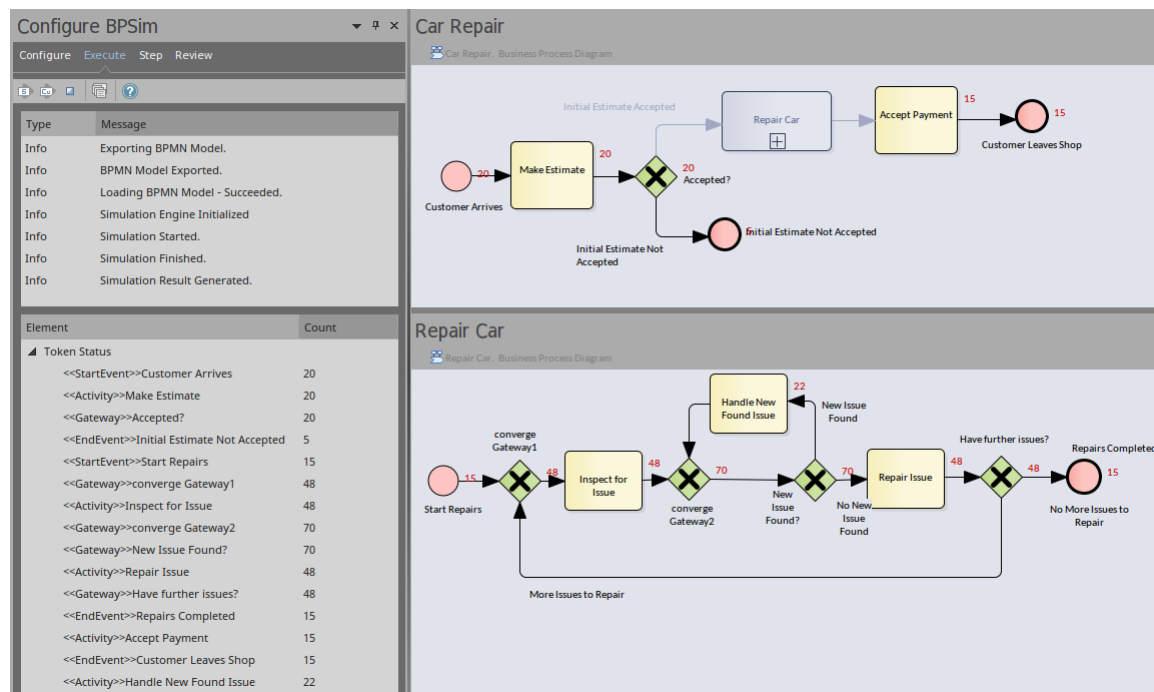 Configure BPSim
Configure Execute Step Review
Type Message
Info Exporting BPMN Model.
Info BPMN Model Exported.
Info Loading BPMN Model - Succeeded.
Info Simulation Engine Initialized
Info Simulation Started.
Info Simulation Finished.
Info Simulation Result Generated.
Element Count
Token Status
<<StartEvent>>Customer Arrives 20
<<Activity>>Make Estimate 20
<<Gateway>>Accepted? 20
<<EndEvent>>Initial Estimate Not Accepted 5
<<StartEvent>>Start Repairs 15
<<Gateway>>converge Gateway1 48
<<Activity>>Inspect for Issue 48
<<Gateway>>converge Gateway2 70
<<Gateway>>New Issue Found? 70
<<Activity>>Repair Issue 48
<<Gateway>>Have further issues? 48
<<EndEvent>>Repairs Completed 15
<<Activity>>Accept Payment 15
<<EndEvent>>Customer Leaves Shop 15
<<Activity>>Handle New Found Issue 22
Car Repair
Car Repair. Business Process Diagram
Initial Estimate Accepted
Repair Car
Accept Payment
15
15
Customer Leaves Shop
20
Make Estimate
20
20
Accepted?
Customer Arrives
5
Initial Estimate Not Accepted
Initial Estimate Not
Accepted
Repair Car
Repair Car. Business Process Diagram
Handle New
Found Issue
22
New Issue
Found
converge
Gateway1
Have further issues?
Repairs Completed
15
48
Inspect for
Issue
48
70
70
Repair Issue
48
48
15
Start Repairs
converge
Gateway2
New
Issue
Found?
No New
Issue
Found
No More Issues to
Repair
More Issues to Repair